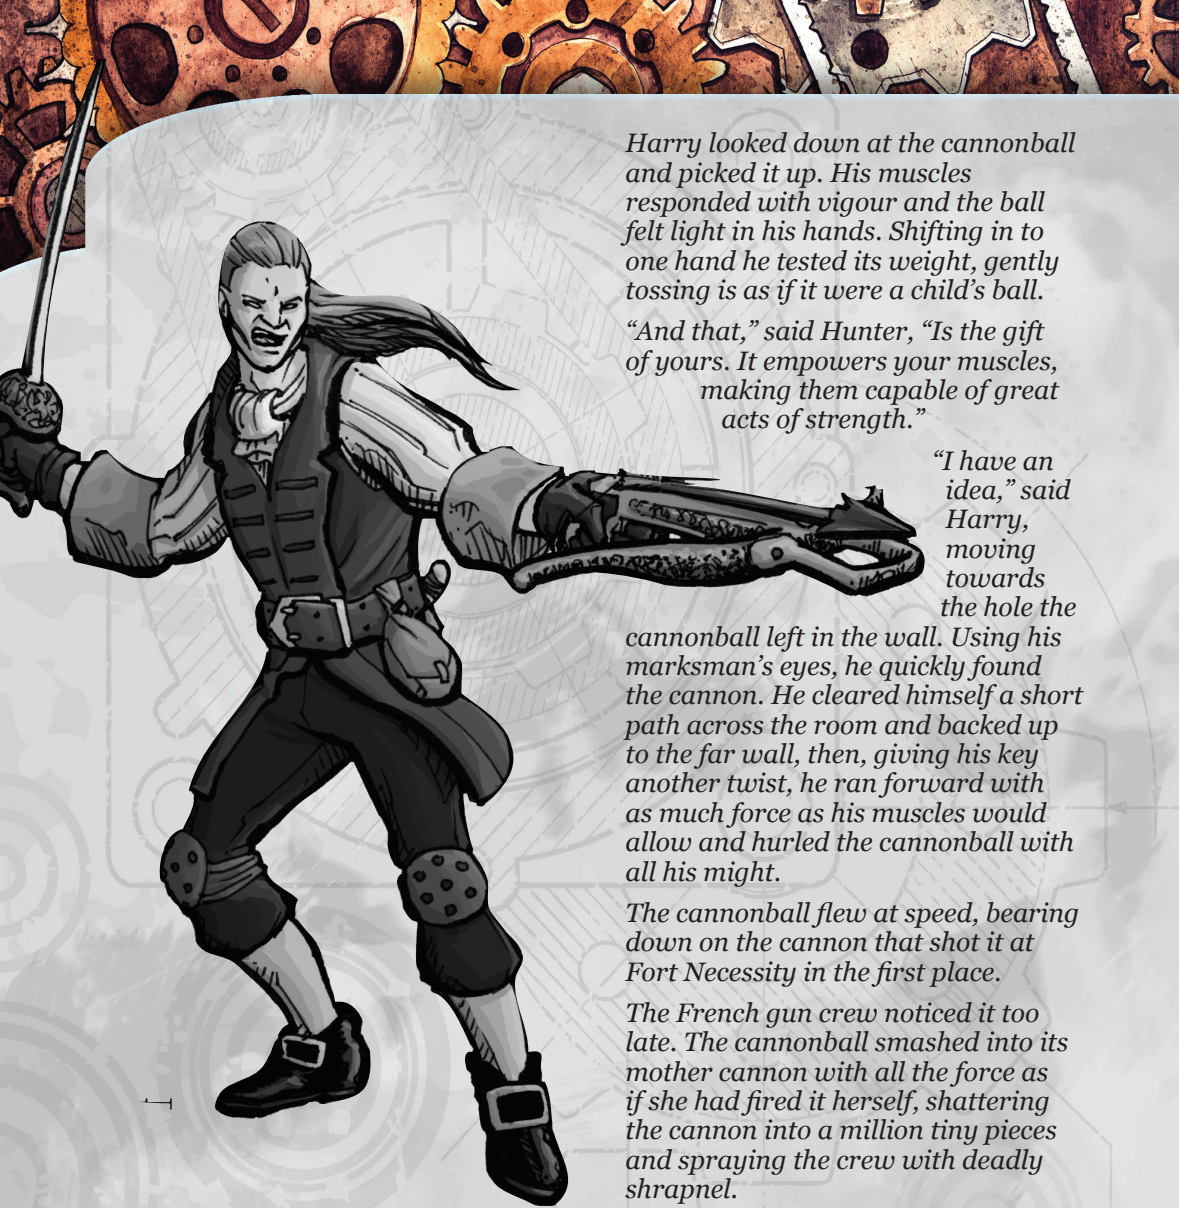 Harry looked down at the cannonball
and picked it up. His muscles
responded with vigour and the ball
felt light in his hands. Shifting in to
one hand he tested its weight, gently
tossing is as if it were a child’s ball.
“And that,” said Hunter, “Is the gift
of yours. It empowers your muscles,
making them capable of great
acts of strength.”
“I have an
idea,” said
Harry,
moving
towards
the hole the
cannonball left in the wall. Using his
marksman’s eyes, he quickly found
the cannon. He cleared himself a short
path across the room and backed up
to the far wall, then, giving his key
another twist, he ran forward with
as much force as his muscles would
allow and hurled the cannonball with
all his might.
The cannonball flew at speed, bearing
down on the cannon that shot it at
Fort Necessity in the first place.
The French gun crew noticed it too
late. The cannonball smashed into its
mother cannon with all the force as
if she had fired it herself, shattering
the cannon into a million tiny pieces
and spraying the crew with deadly
shrapnel.